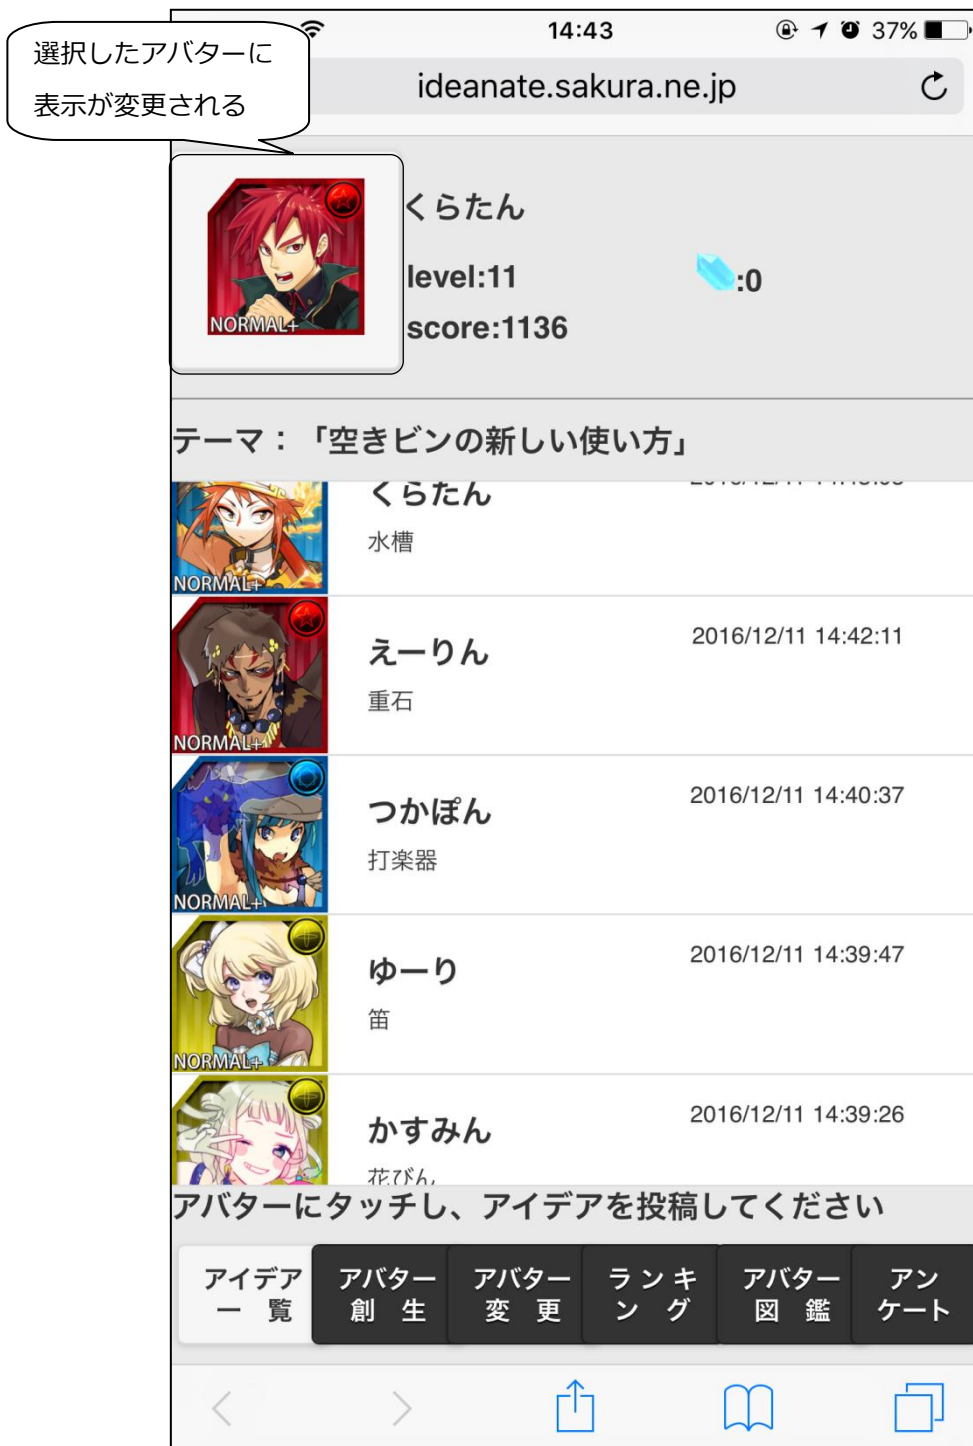 選択したアバターに
表示が変更される
14:43
37%
ideanate.sakura.ne.jp
くらたん
level:11
:0
score:1136
NORMAL+
テーマ：「空きビンの新しい使い方」
くらたん
水槽
NORMAL+
えーりん
2016/12/11 14:42:11
重石
NORMAL+
つかぽん
2016/12/11 14:40:37
打楽器
NORMAL+
ゆーり
2016/12/11 14:39:47
笛
NORMAL+
かすみん
2016/12/11 14:39:26
花びん
アバターにタッチし、アイデアを投稿してください
アイデア
一 覧
アバター
創 生
アバター
変 更
ランキ
ン グ
アバター
図 鑑
アン
ケート